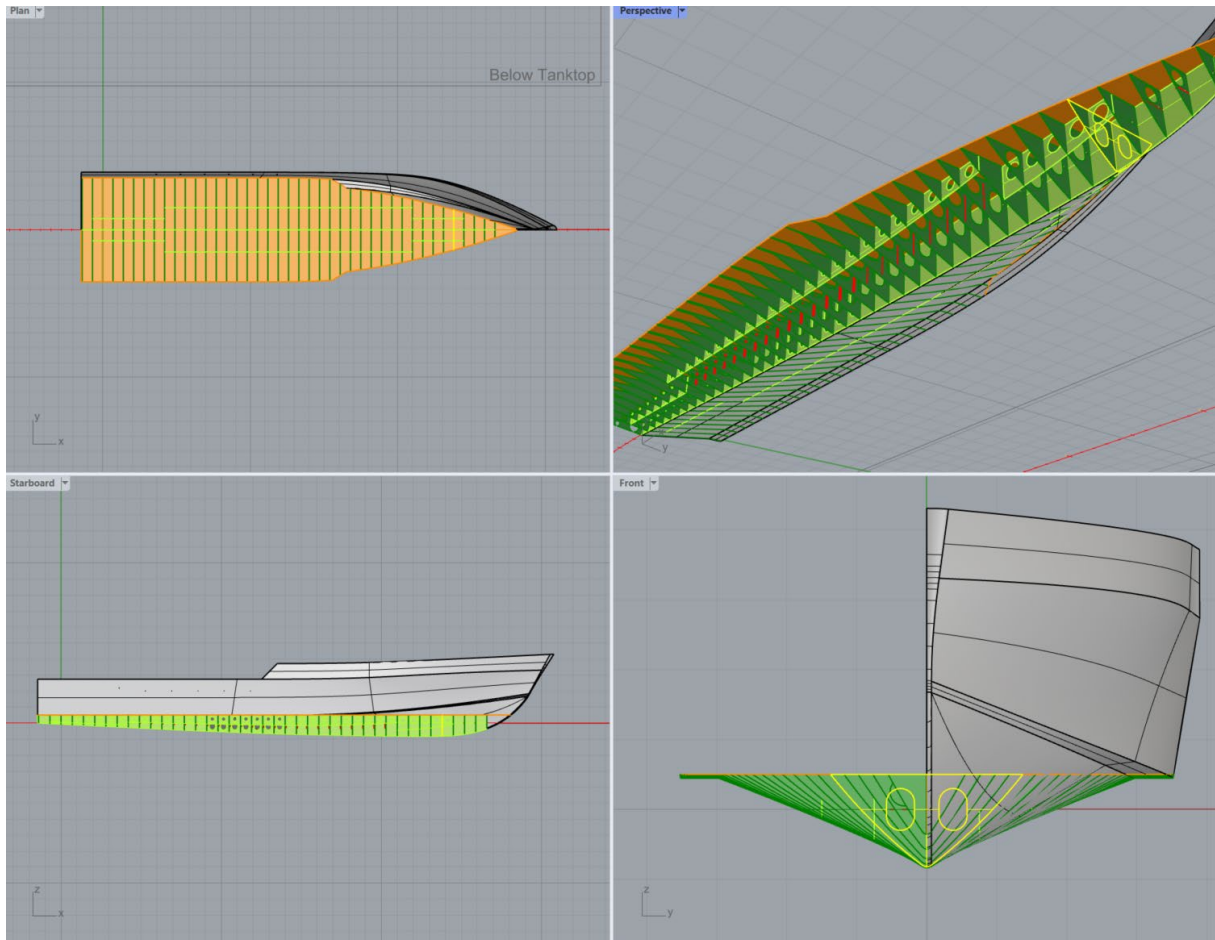 Plan
Perspective
Below Tanktop
y
x
y
Starboard
Front
z
x
z
y